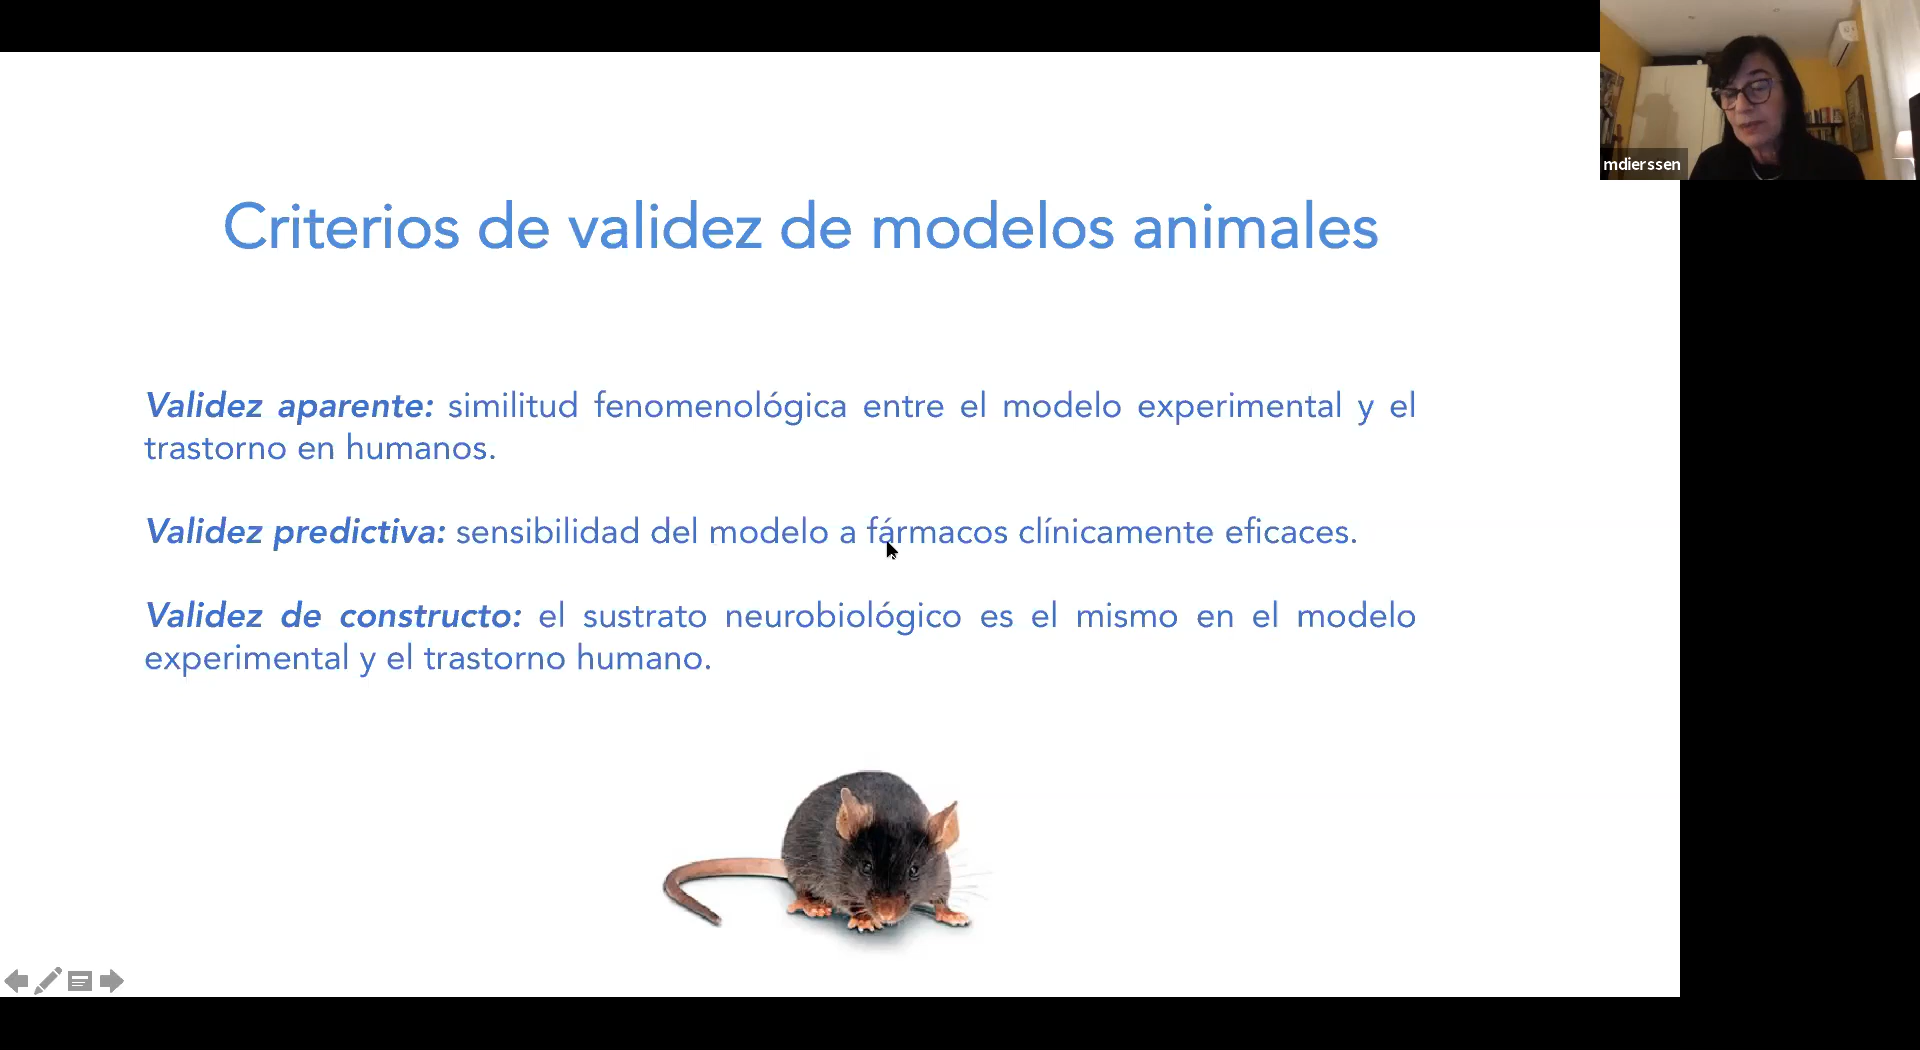 mdierssen
Criterios de validez de modelos animales
Validez aparente: similitud fenomenológica entre el modelo experimental y el
trastorno en humanos.
Validez predictiva: sensibilidad del modelo a fármacos clínicamente eficaces.
Validez de constructo: el sustrato neurobiológico es el mismo en el modelo
experimental y el trastorno humano.